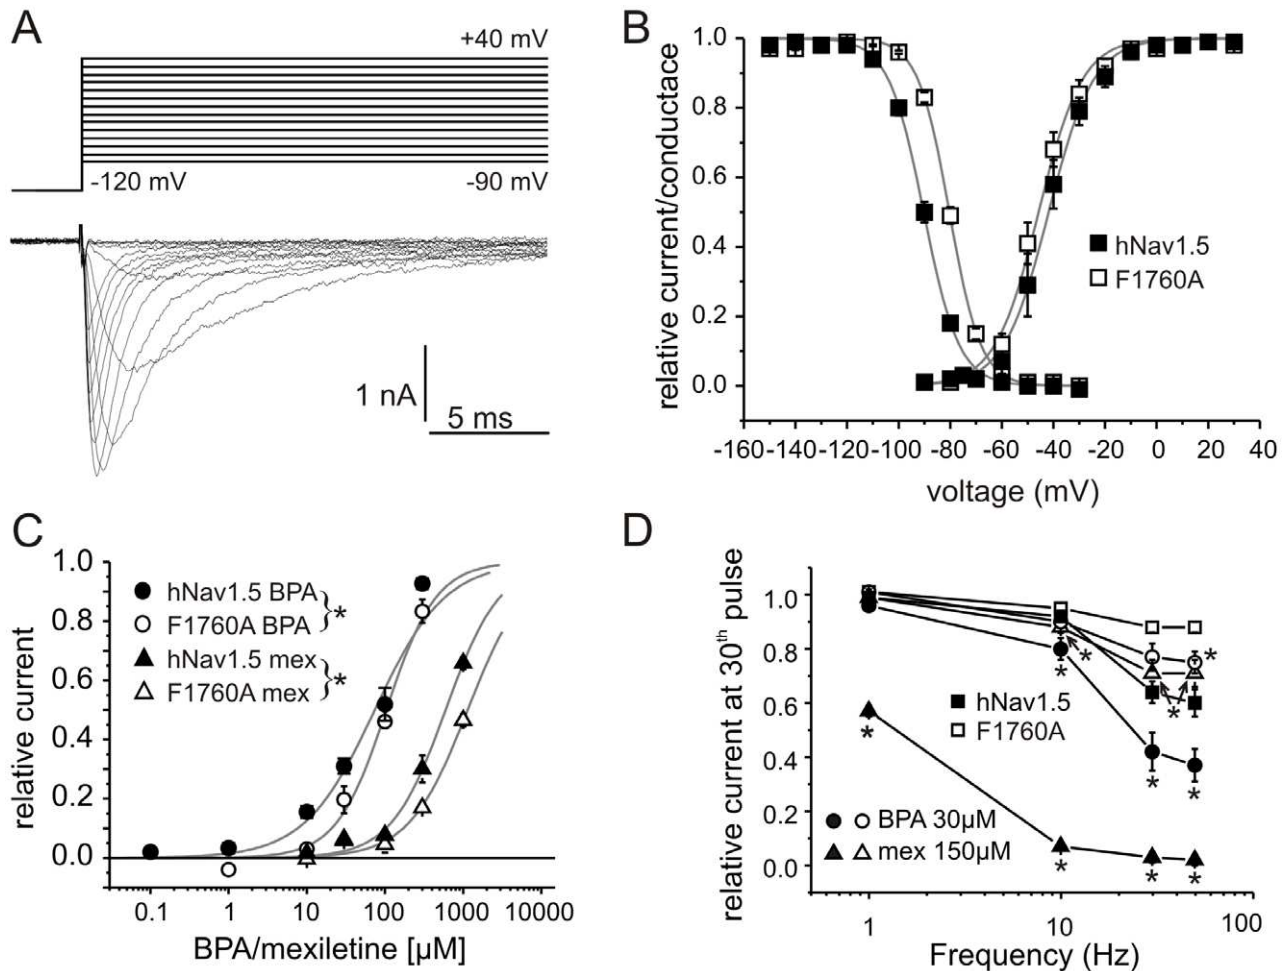 A
+40 mV
-120 mV
-90 mV
1 nA
5 ms
B
relative current/conductace
1.0
0.8
0.6
0.4
0.2
0.0
hNav1.5
F1760A
-160-140-120-100 -80 -60 -40 -20 0 20 40
voltage (mV)
C
relative current
1.0
0.8
0.6
0.4
0.2
0.0
hNav1.5 BPA
F1760A BPA
} *
hNav1.5 mex
F1760A mex
} *
0.1 1 10 100 1000 10000
BPA/mexiletine [µM]
D
relative current at 30th pulse
1.0
0.8
0.6
0.4
0.2
0.0
* * * * * * * * * *
hNav1.5
F1760A
BPA 30µM
mex 150µM
1 10 100
Frequency (Hz)